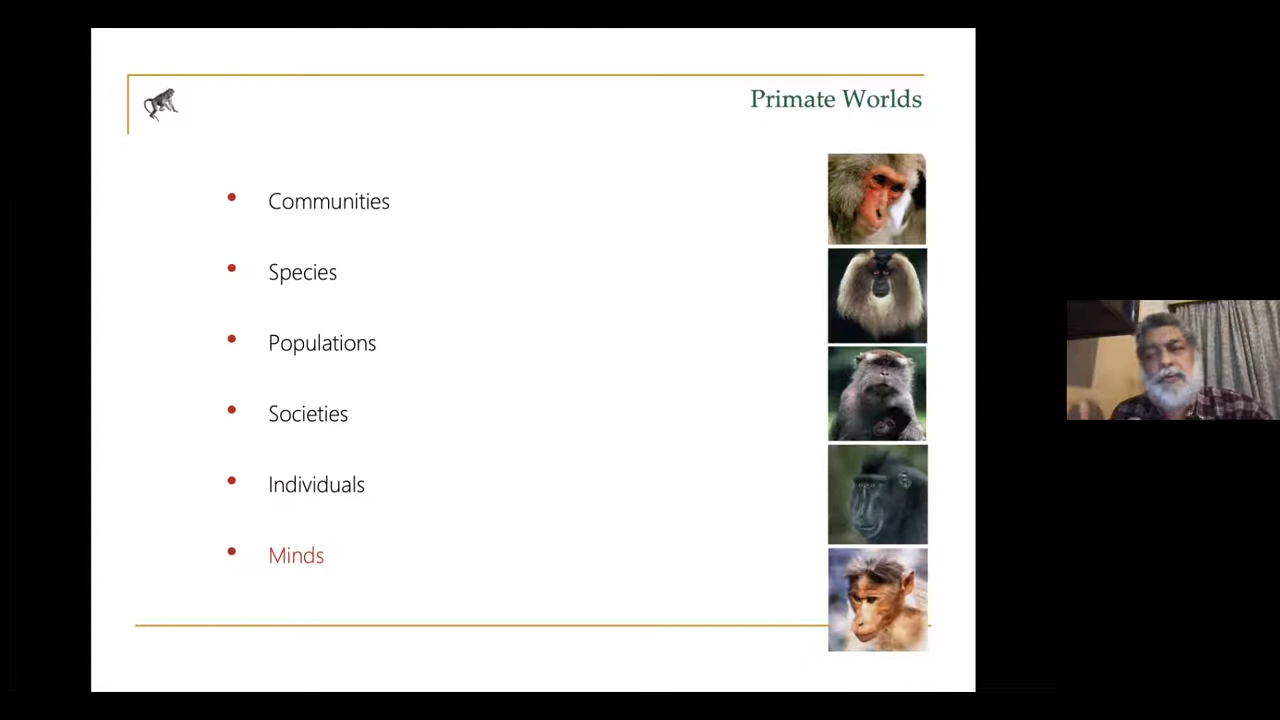 Primate Worlds
• Communities
• Species
• Populations
• Societies
• Individuals
• Minds